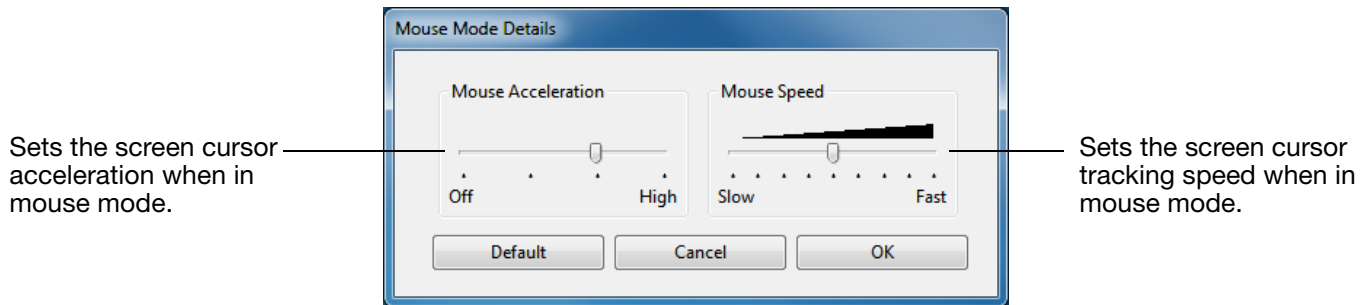 Mouse Mode Details
Mouse Acceleration
Mouse Speed
Sets the screen cursor
acceleration when in
mouse mode.
Off High
Slow Fast
Sets the screen cursor
tracking speed when in
mouse mode.
Default Cancel OK